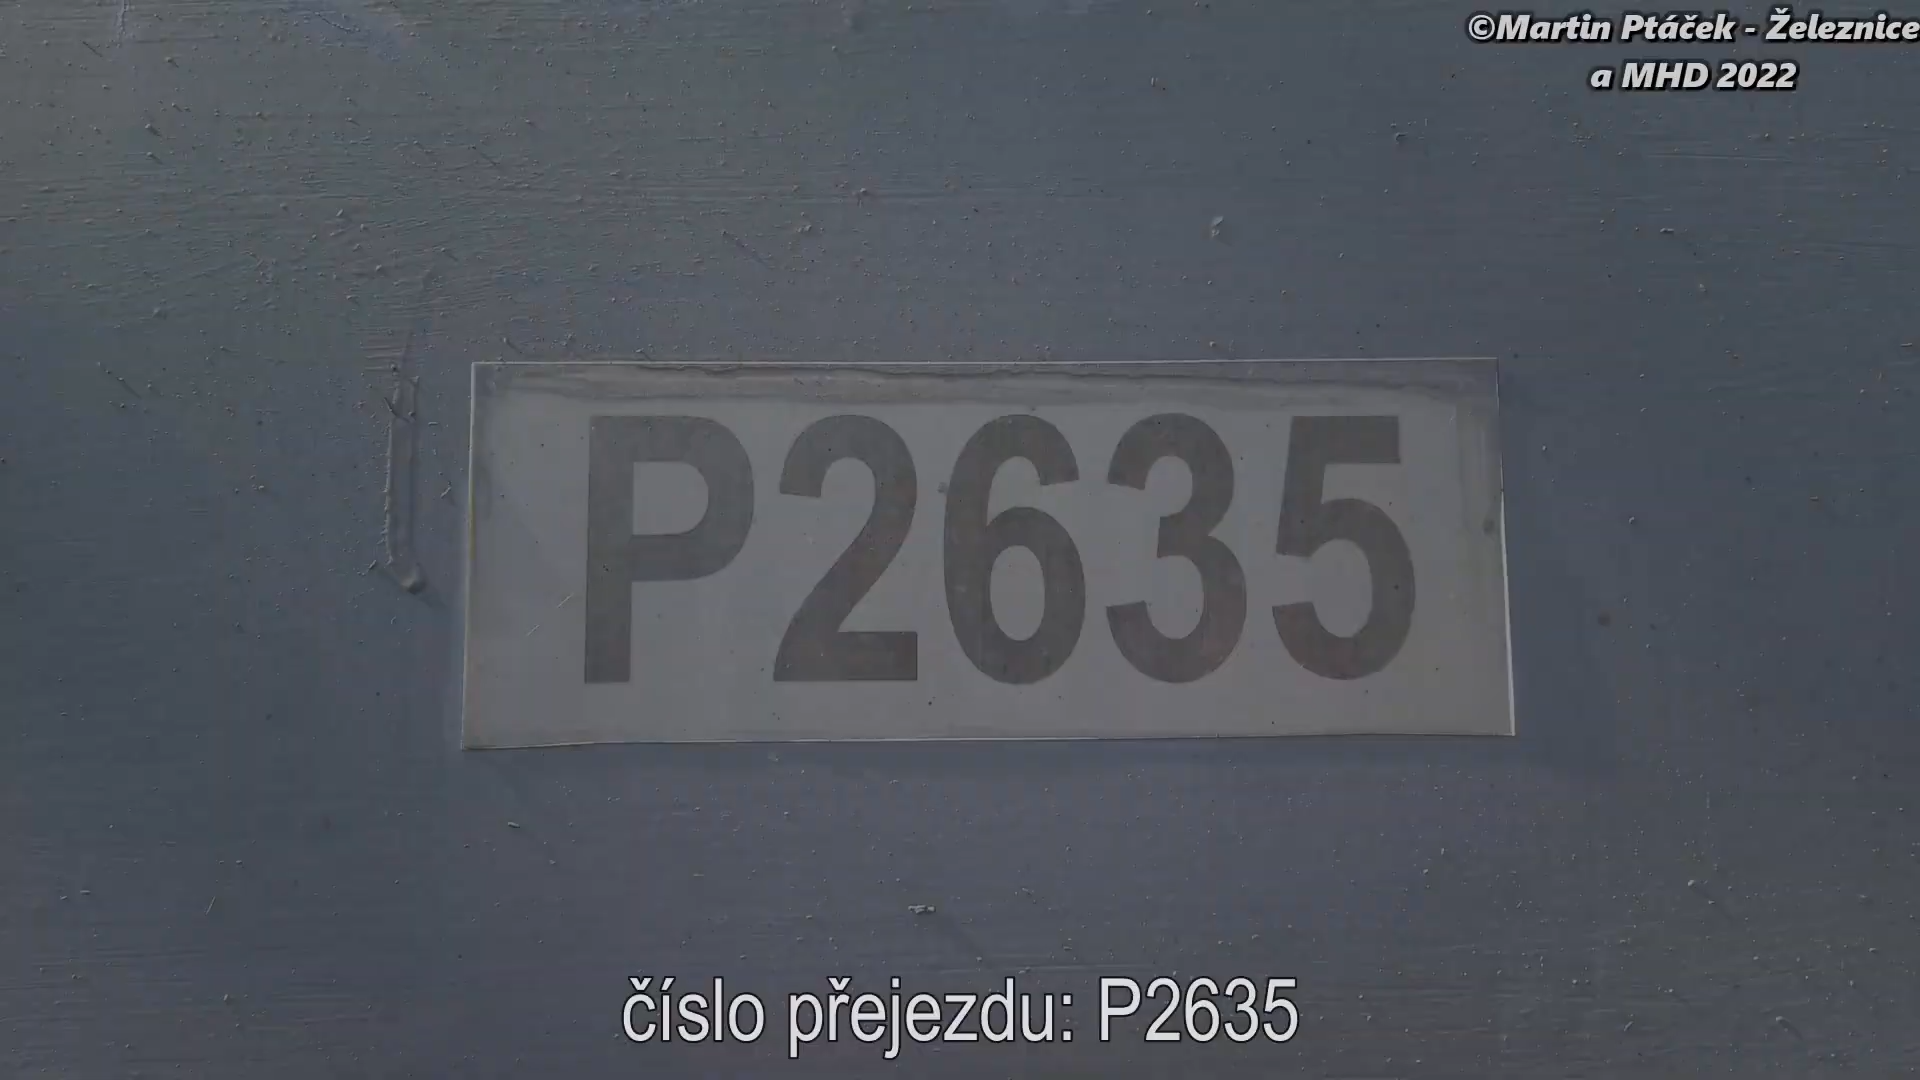 ©Martin Ptáček - Železnice
a MHD 2022
P2635
číslo přejezdu: P2635